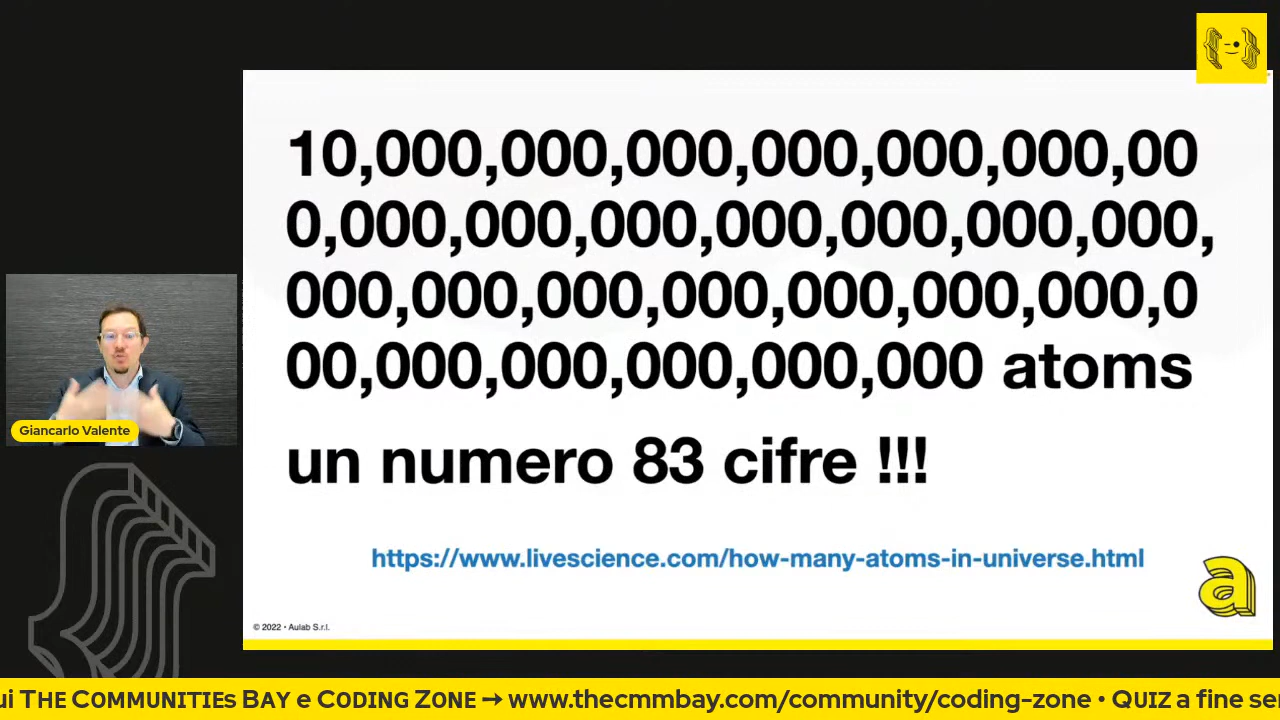 10,000,000,000,000,000,000,00
0,000,000,000,000,000,000,000,
000,000,000,000,000,000,000,0
00,000,000,000,000,000 atoms
un numero 83 cifre !!!
https://www.livescience.com/how-many-atoms-in-universe.html
Giancarlo Valente
a
© 2022 • Aulab S.r.l.
ui THE COMMUNITIEs BAY e CODING ZONE → www.thecmmbay.com/community/coding-zone • QUIZ a fine ser